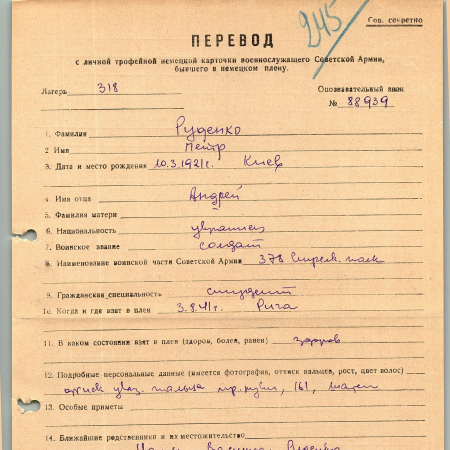 245
Сов. секретно
ПЕРЕВОД
с личной трофейной немецкой карточки военнослужащего Советской Армии,
бывшего в немецком плену.
Лагерь 318
Опознавательный знак
№ 88939
1. Фамилия Руденко
2 Имя Петр
3. Дата и место рождения 10.3.1921г. Киев
4 Имя отца Андрей
5. Фамилия матери
6. Национальность украинец
7. Воинское звание солдат
8. Наименование воинской части Советской Армии 378 стрелк. полк
9. Гражданская специальность студент
10. Когда и где взят в плен 3.8.41г. Рига
11. В каком состоянии взят в плен (здоров, болен, ранен) здоров
12. Подробные персональные данные (имеется фотография, оттиск пальцев, рост, цвет волос)
оттиск указ. пальца пр. руки, 161,
13. Особые приметы
14. Ближайшие родственники и их местожительство
Руденко